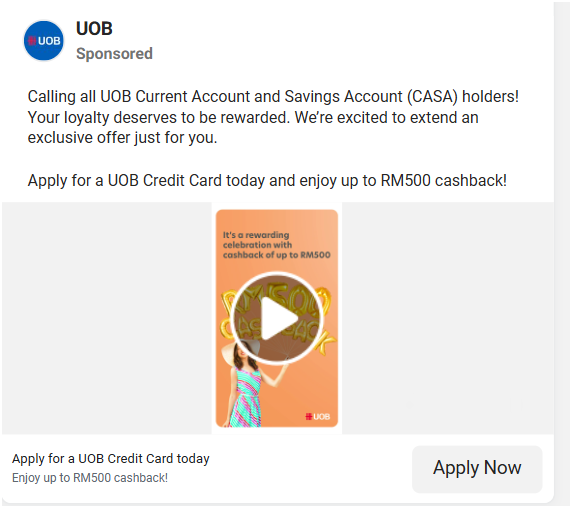 UOB
UOB
Sponsored
Calling all UOB Current Account and Savings Account (CASA) holders!
Your loyalty deserves to be rewarded. We’re excited to extend an
exclusive offer just for you.
Apply for a UOB Credit Card today and enjoy up to RM500 cashback!
It's a rewarding
celebration with
cashback of up to RM500
RM500
CASHBACK
UOB
Apply for a UOB Credit Card today
Enjoy up to RM500 cashback!
Apply Now